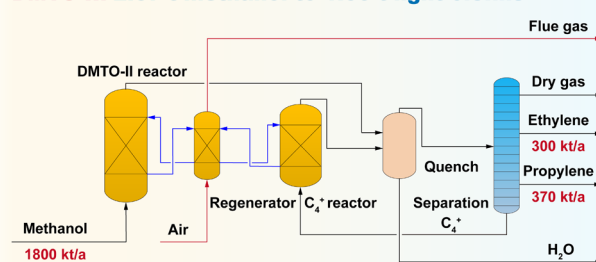 Flue gas
DMTO-II reactor
Dry gas
Ethylene
300 kt/a
Quench
Propylene
370 kt/a
Regenerator
C₄⁺ reactor
Separation
C₄⁺
Methanol
1800 kt/a
Air
H₂O